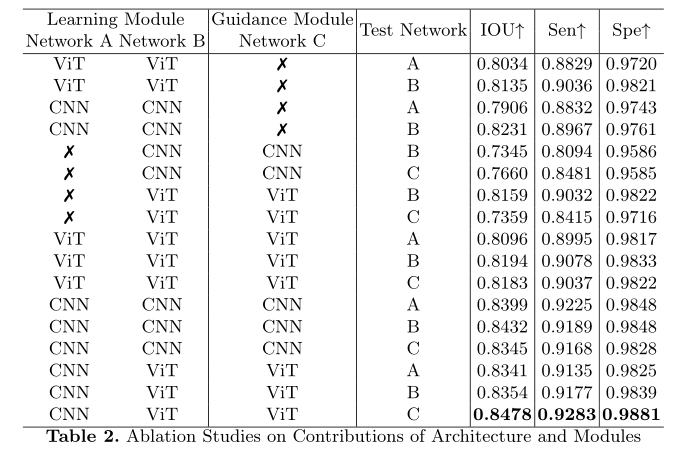 Learning Module Guidance Module Test Network IOU↑ Sen↑ Spe↑
Network A Network B Network C
ViT ViT ✗ A 0.8034 0.8829 0.9720
ViT ViT ✗ B 0.8135 0.9036 0.9821
CNN CNN ✗ A 0.7906 0.8832 0.9743
CNN CNN ✗ B 0.8231 0.8967 0.9761
✗ CNN CNN B 0.7345 0.8094 0.9586
✗ CNN CNN C 0.7660 0.8481 0.9585
✗ ViT ViT B 0.8159 0.9032 0.9822
✗ ViT ViT C 0.7359 0.8415 0.9716
ViT ViT ViT A 0.8096 0.8995 0.9817
ViT ViT ViT B 0.8194 0.9078 0.9833
ViT ViT ViT C 0.8183 0.9037 0.9822
CNN CNN CNN A 0.8399 0.9225 0.9848
CNN CNN CNN B 0.8432 0.9189 0.9848
CNN CNN CNN C 0.8345 0.9168 0.9828
CNN ViT ViT A 0.8341 0.9135 0.9825
CNN ViT ViT B 0.8354 0.9177 0.9839
CNN ViT ViT C 0.8478 0.9283 0.9881
Table 2. Ablation Studies on Contributions of Architecture and Modules